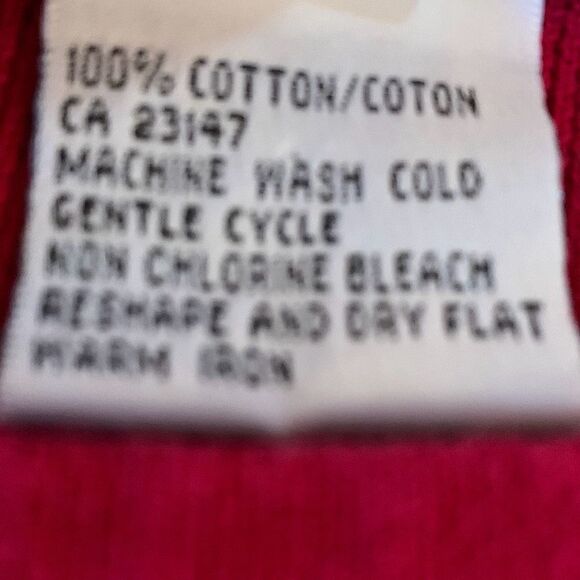 100% COTTON/COTON
CA 23147
MACHINE WASH COLD
GENTLE CYCLE
NON CHLORINE BLEACH
RESHAPE AND DRY FLAT
WARM IRON